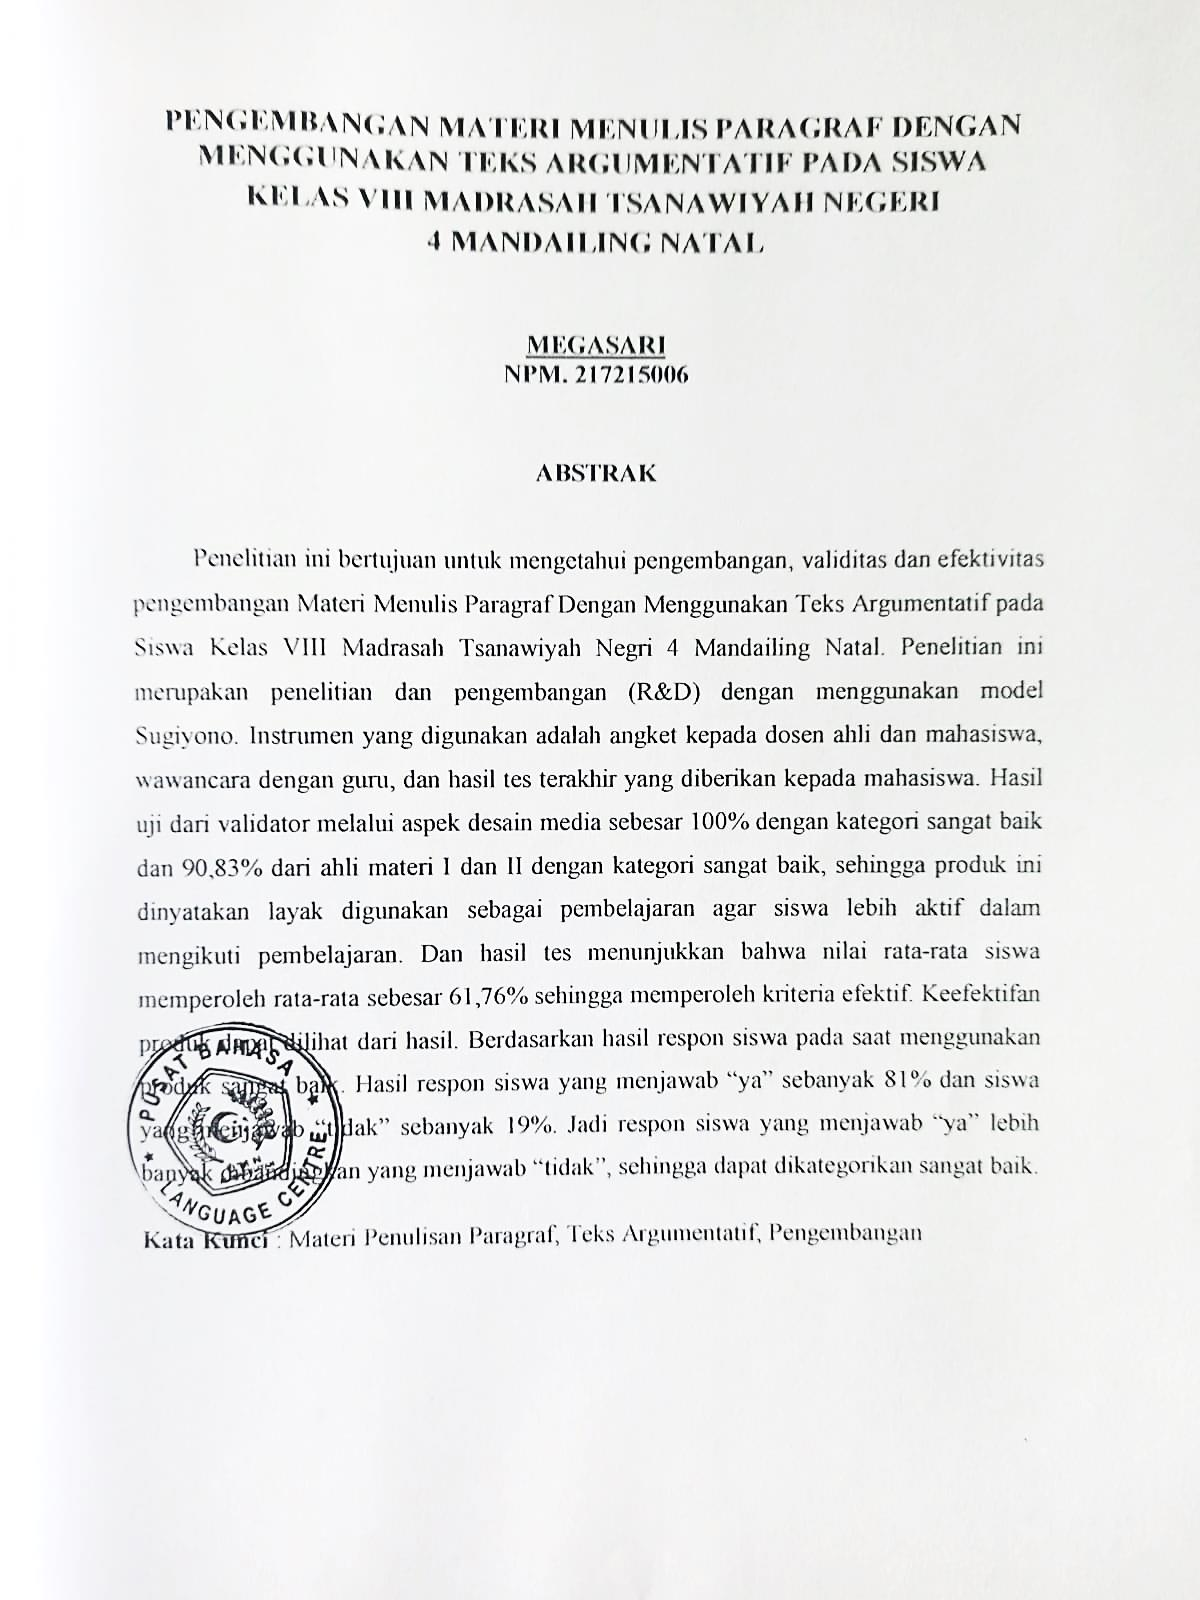 PENGEMBANGAN MATERI MENULIS PARAGRAF DENGAN
MENGGUNAKAN TEKS ARGUMENTATIF PADA SISWA
KELAS VIII MADRASAH TSANAWIYAH NEGERI
4 MANDAILING NATAL
MEGASARI
NPM. 217215006
ABSTRAK
Penelitian ini bertujuan untuk mengetahui pengembangan, validitas dan efektivitas
pengembangan Materi Menulis Paragraf Dengan Menggunakan Teks Argumentatif pada
Siswa Kelas VIII Madrasah Tsanawiyah Negri 4 Mandailing Natal. Penelitian ini
merupakan penelitian dan pengembangan (R&D) dengan menggunakan model
Sugiyono. Instrumen yang digunakan adalah angket kepada dosen ahli dan mahasiswa,
wawancara dengan guru, dan hasil tes terakhir yang diberikan kepada mahasiswa. Hasil
uji dari validator melalui aspek desain media sebesar 100% dengan kategori sangat baik
dan 90,83% dari ahli materi I dan II dengan kategori sangat baik, sehingga produk ini
dinyatakan layak digunakan sebagai pembelajaran agar siswa lebih aktif dalam
mengikuti pembelajaran. Dan hasil tes menunjukkan bahwa nilai rata-rata siswa
memperoleh rata-rata sebesar 61,76% sehingga memperoleh kriteria efektif. Keefektifan
produk dapat dilihat dari hasil. Berdasarkan hasil respon siswa pada saat menggunakan
produk sangat baik. Hasil respon siswa yang menjawab “ya” sebanyak 81% dan siswa
yang menjawab “tidak” sebanyak 19%. Jadi respon siswa yang menjawab “ya” lebih
banyak dibandingkan yang menjawab “tidak”, sehingga dapat dikategorikan sangat baik.
Kata Kunci : Materi Penulisan Paragraf, Teks Argumentatif, Pengembangan
PUSAT BAHASA
LANGUAGE CENTRE